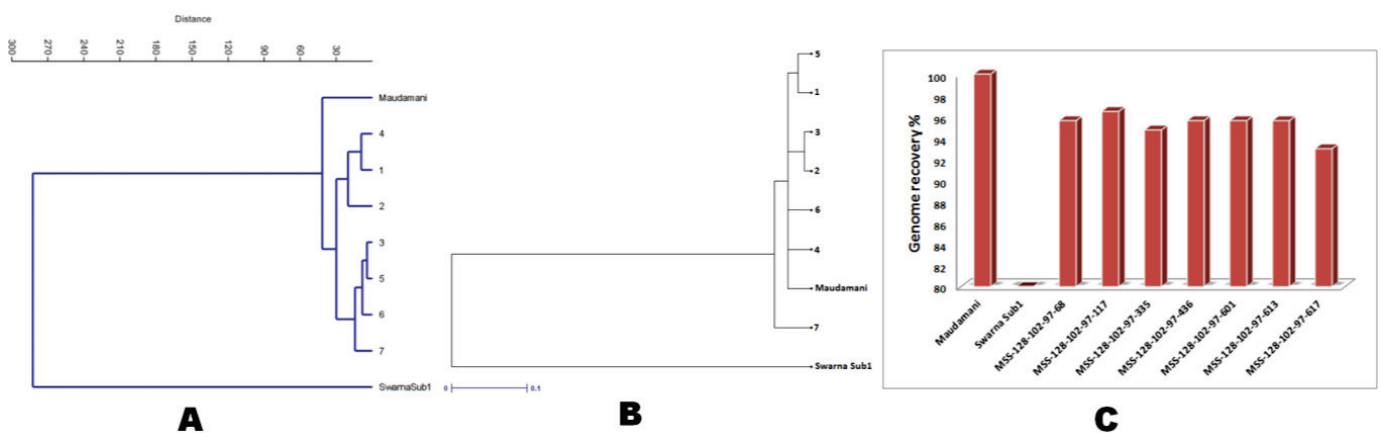 Distance
300
270
240
210
180
150
120
90
60
30
Maudamani
4
1
2
3
5
6
7
SwarnaSub1
A
5
1
3
2
6
4
Maudamani
7
Swarna Sub1
0 0.1
B
Genome recovery %
100
98
96
94
92
90
88
86
84
82
80
Maudamani
Swarna Sub1
MSS-128-102-97-68
MSS-128-102-97-117
MSS-128-102-97-335
MSS-128-102-97-436
MSS-128-102-97-601
MSS-128-102-97-613
MSS-128-102-97-617
C